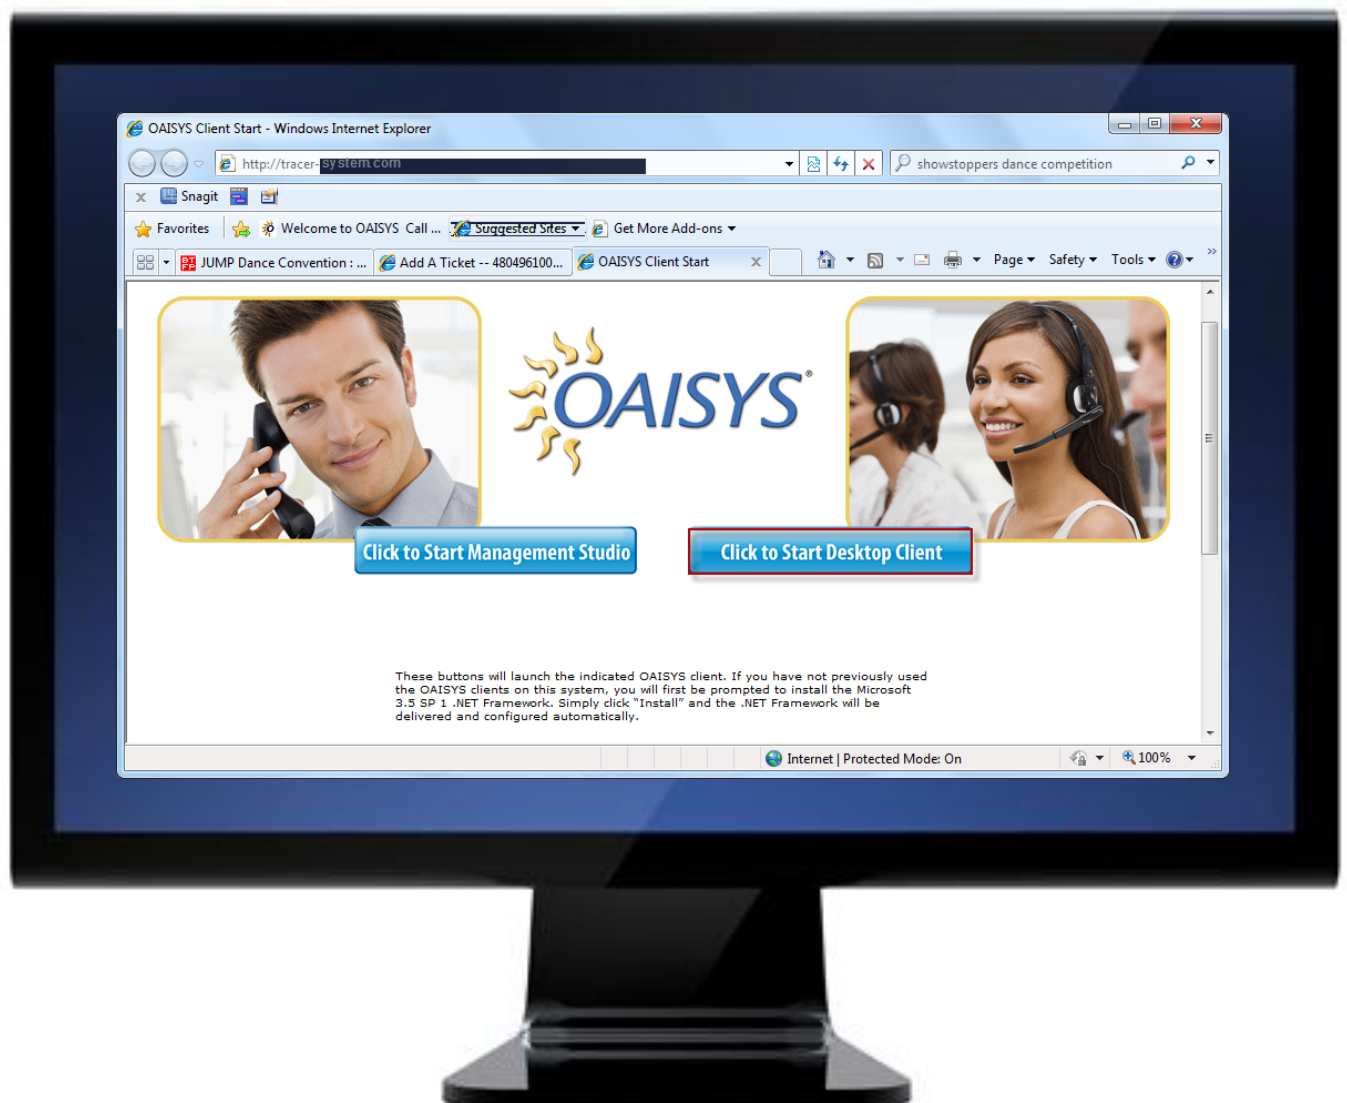 OAISYS Client Start - Windows Internet Explorer
http://tracer-system.com
showstoppers dance competition
x Snagit
Favorites Welcome to OAISYS Call ... Suggested Sites Get More Add-ons
JUMP Dance Convention : ... Add A Ticket -- 480496100... OAISYS Client Start x Page Safety Tools
OAISYS®
Click to Start Management Studio
Click to Start Desktop Client
These buttons will launch the indicated OAISYS client. If you have not previously used
the OAISYS clients on this system, you will first be prompted to install the Microsoft
3.5 SP 1 .NET Framework. Simply click “Install” and the .NET Framework will be
delivered and configured automatically.
Internet | Protected Mode: On 100%